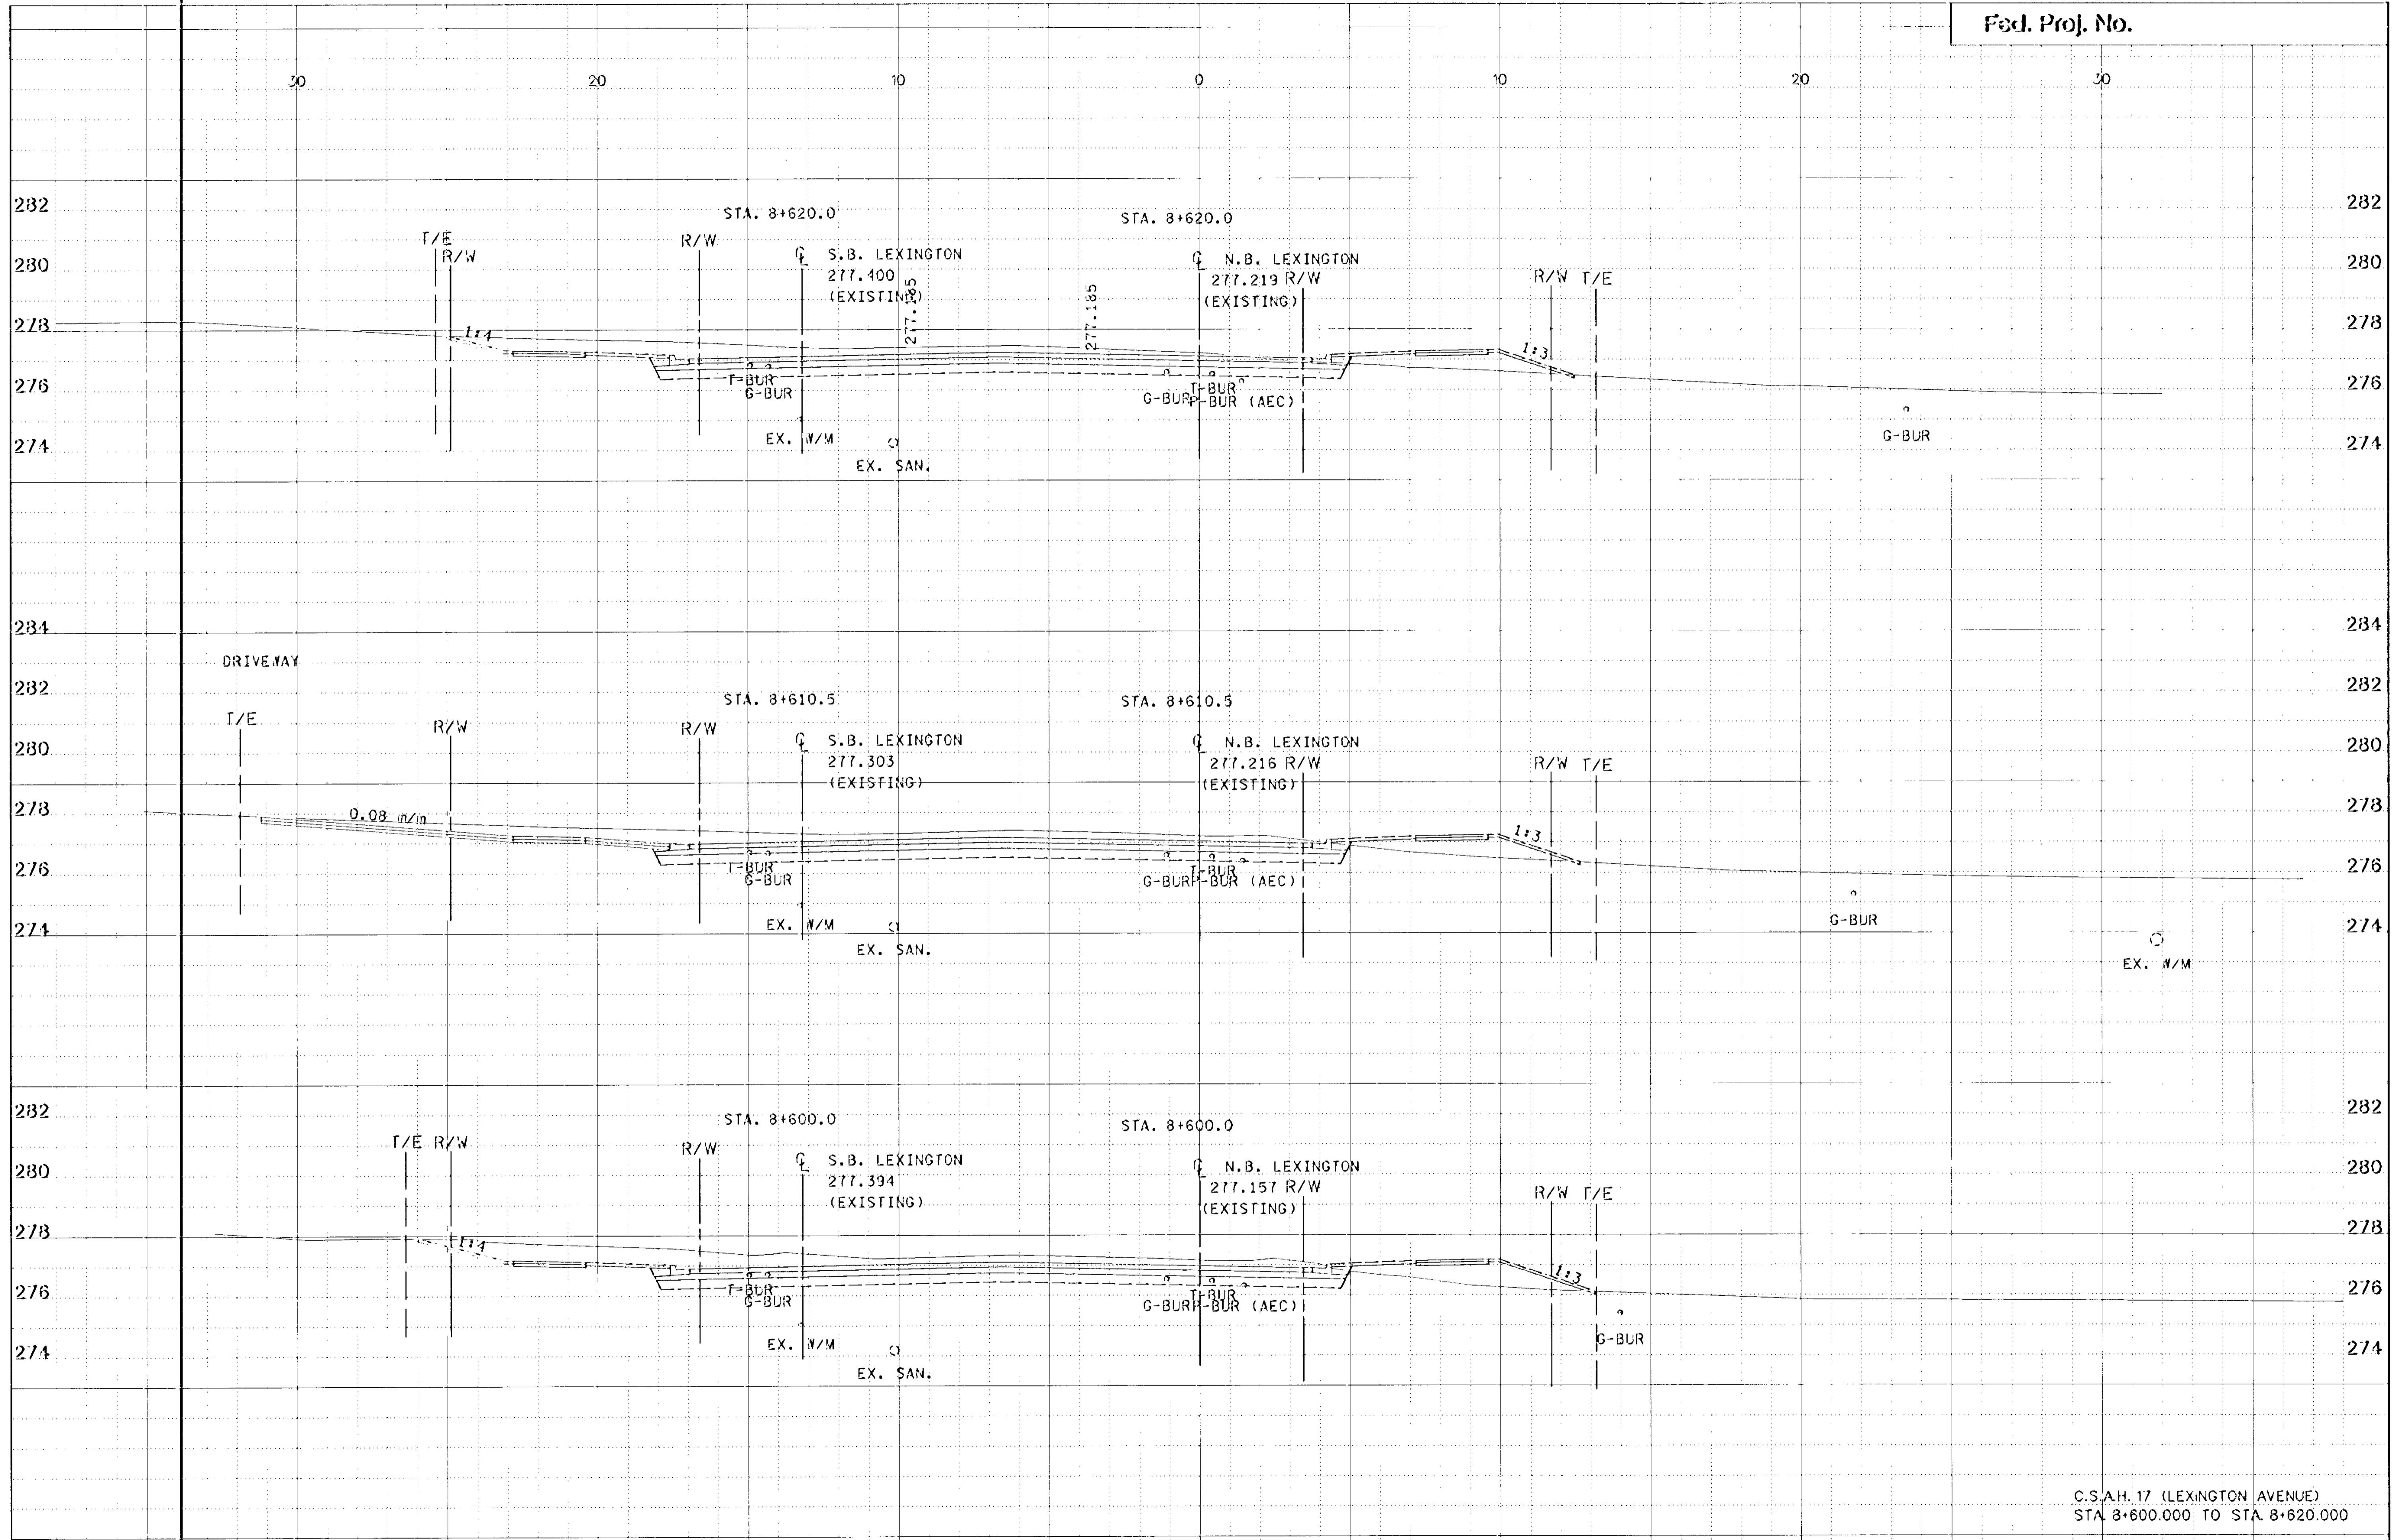 Fed. Proj. No.
30 20 10 0 10 20 30
282 STA. 8+620.0 STA. 8+620.0 282
T/E R/W R/W ℄ S.B. LEXINGTON ℄ N.B. LEXINGTON
280 277.400 277.219 R/W R/W T/E 280
(EXISTING) (EXISTING)
277.185 277.185
278 1:4 1:3 278
276 T-BUR T-BUR 276
G-BUR G-BUR P-BUR (AEC)
274 EX. W/M G-BUR 274
EX. SAN.
284 284
DRIVEWAY
282 STA. 8+610.5 STA. 8+610.5 282
T/E R/W R/W ℄ S.B. LEXINGTON ℄ N.B. LEXINGTON
280 277.303 277.216 R/W R/W T/E 280
(EXISTING) (EXISTING)
278 0.08 m/m 1:3 278
276 T-BUR T-BUR 276
G-BUR G-BUR P-BUR (AEC)
274 EX. W/M G-BUR 274
EX. SAN. EX. W/M
282 STA. 8+600.0 STA. 8+600.0 282
T/E R/W R/W ℄ S.B. LEXINGTON ℄ N.B. LEXINGTON
280 277.394 277.157 R/W R/W T/E 280
(EXISTING) (EXISTING)
278 1:4 1:3 278
276 T-BUR T-BUR 276
G-BUR G-BUR P-BUR (AEC)
274 EX. W/M G-BUR 274
EX. SAN.
C.S.A.H. 17 (LEXINGTON AVENUE)
STA. 8+600.000 TO STA. 8+620.000